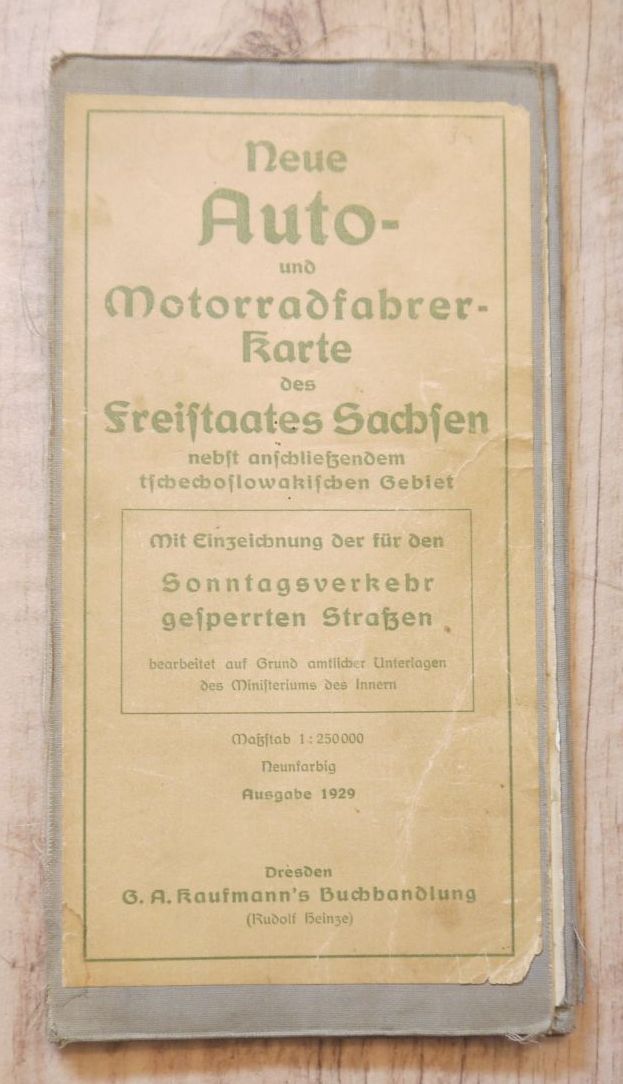 Neue
Auto-
und
Motorradfahrer-
Karte
des
Freiſtaates Sachſen
nebſt anſchließendem
tſchechoſlowakiſchen Gebiet
Mit Einzeichnung der für den
Sonntagsverkehr
geſperrten Straßen
bearbeitet auf Grund amtlicher Unterlagen
des Miniſteriums des Innern
Maßſtab 1:250000
Neunfarbig
Ausgabe 1929
Dresden
G. A. Kaufmann's Buchhandlung
(Rudolf Heinze)